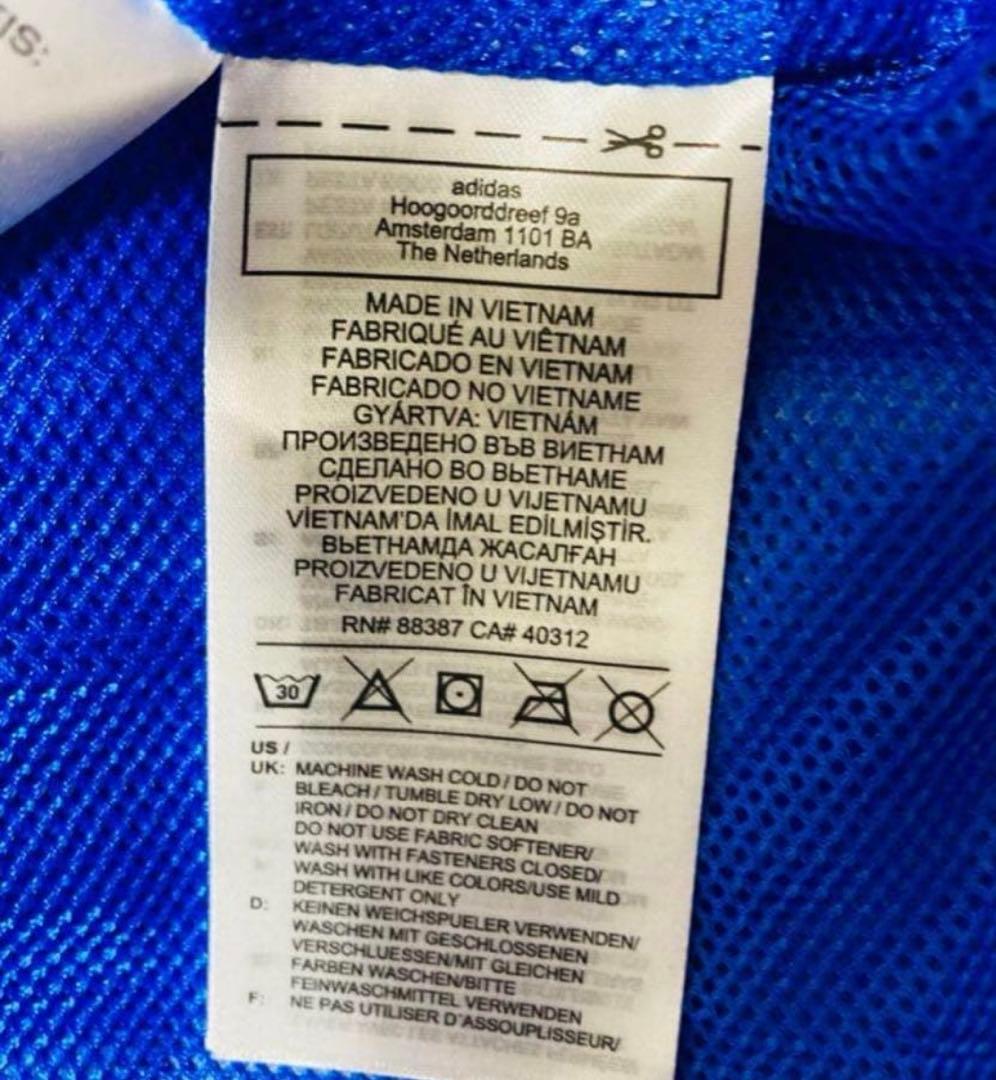 IS:
adidas
Hoogoorddreef 9a
Amsterdam 1101 BA
The Netherlands
MADE IN VIETNAM
FABRIQUÉ AU VIÊTNAM
FABRICADO EN VIETNAM
FABRICADO NO VIETNAME
GYÁRTVA: VIETNÁM
ПРОИЗВЕДЕНО ВЪВ ВИЕТНАМ
СДЕЛАНО ВО ВЬЕТНАМЕ
PROIZVEDENO U VIJETNAMU
VİETNAM'DA İMAL EDİLMİŞTİR.
ВЬЕТНАМДА ЖАСАЛҒАН
PROIZVEDENO U VIJETNAMU
FABRICAT ÎN VIETNAM
RN# 88387 CA# 40312
30
US /
UK: MACHINE WASH COLD / DO NOT
BLEACH / TUMBLE DRY LOW / DO NOT
IRON / DO NOT DRY CLEAN
DO NOT USE FABRIC SOFTENER/
WASH WITH FASTENERS CLOSED/
WASH WITH LIKE COLORS/USE MILD
DETERGENT ONLY
D: KEINEN WEICHSPUELER VERWENDEN/
WASCHEN MIT GESCHLOSSENEN
VERSCHLUESSEN/MIT GLEICHEN
FARBEN WASCHEN/BITTE
FEINWASCHMITTEL VERWENDEN
F: NE PAS UTILISER D'ASSOUPLISSEUR/